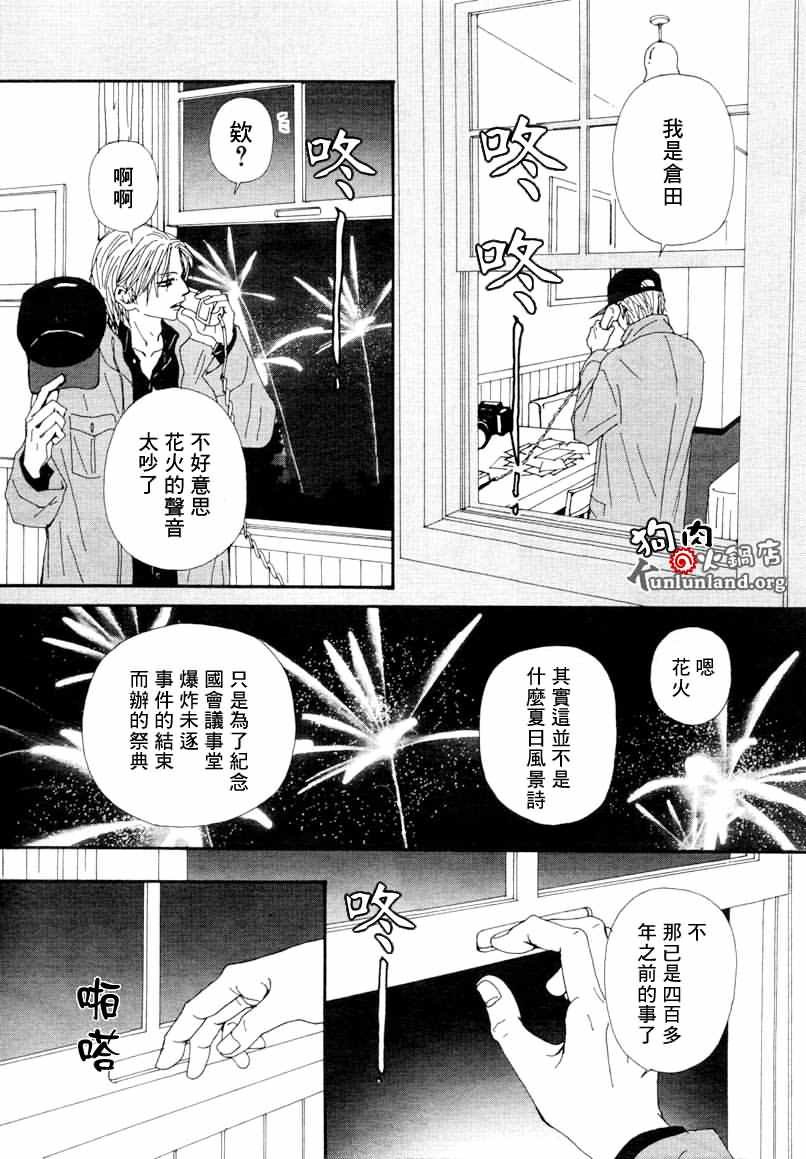 我是倉田
咚
咚
狗肉火鍋店
Kunlunland.org
欸?
咚
啊
啊
不好意思
花火的聲音
太吵了
嗯
花火
其實這並不是
什麼夏日風景詩
只是為了紀念
國會議事堂
爆炸未逐
事件的結束
而辦的祭典
不
那已是四百多
年之前的事了
咚
啪嗒